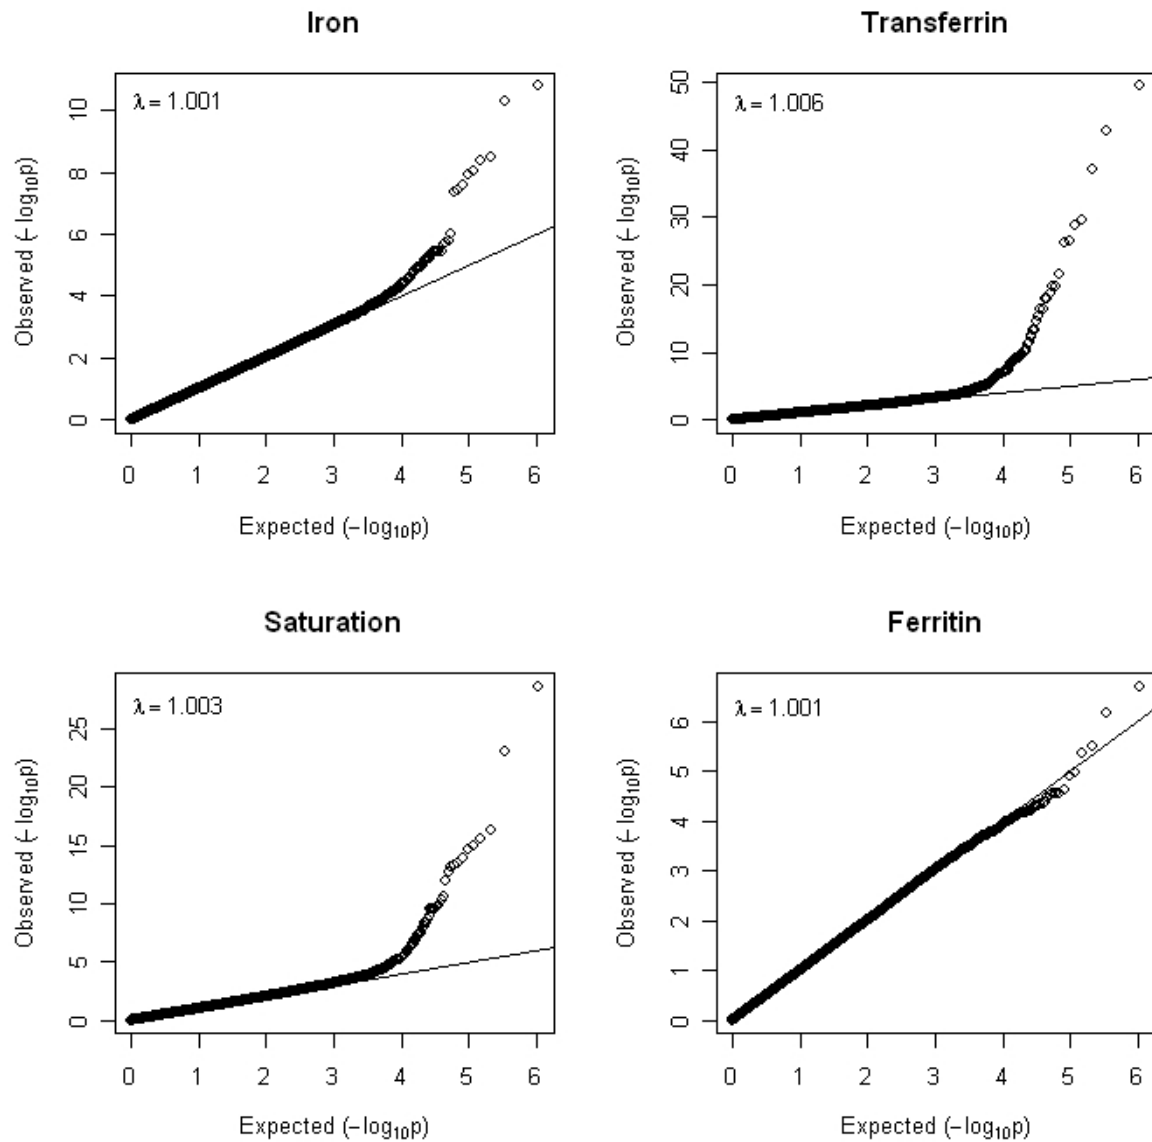 Iron
λ = 1.001
Observed (−log10p)
0 2 4 6 8 10
0 1 2 3 4 5 6
Expected (−log10p)
Transferrin
λ = 1.006
Observed (−log10p)
0 10 20 30 40 50
0 1 2 3 4 5 6
Expected (−log10p)
Saturation
λ = 1.003
Observed (−log10p)
0 5 10 15 20 25
0 1 2 3 4 5 6
Expected (−log10p)
Ferritin
λ = 1.001
Observed (−log10p)
0 1 2 3 4 5 6
0 1 2 3 4 5 6
Expected (−log10p)